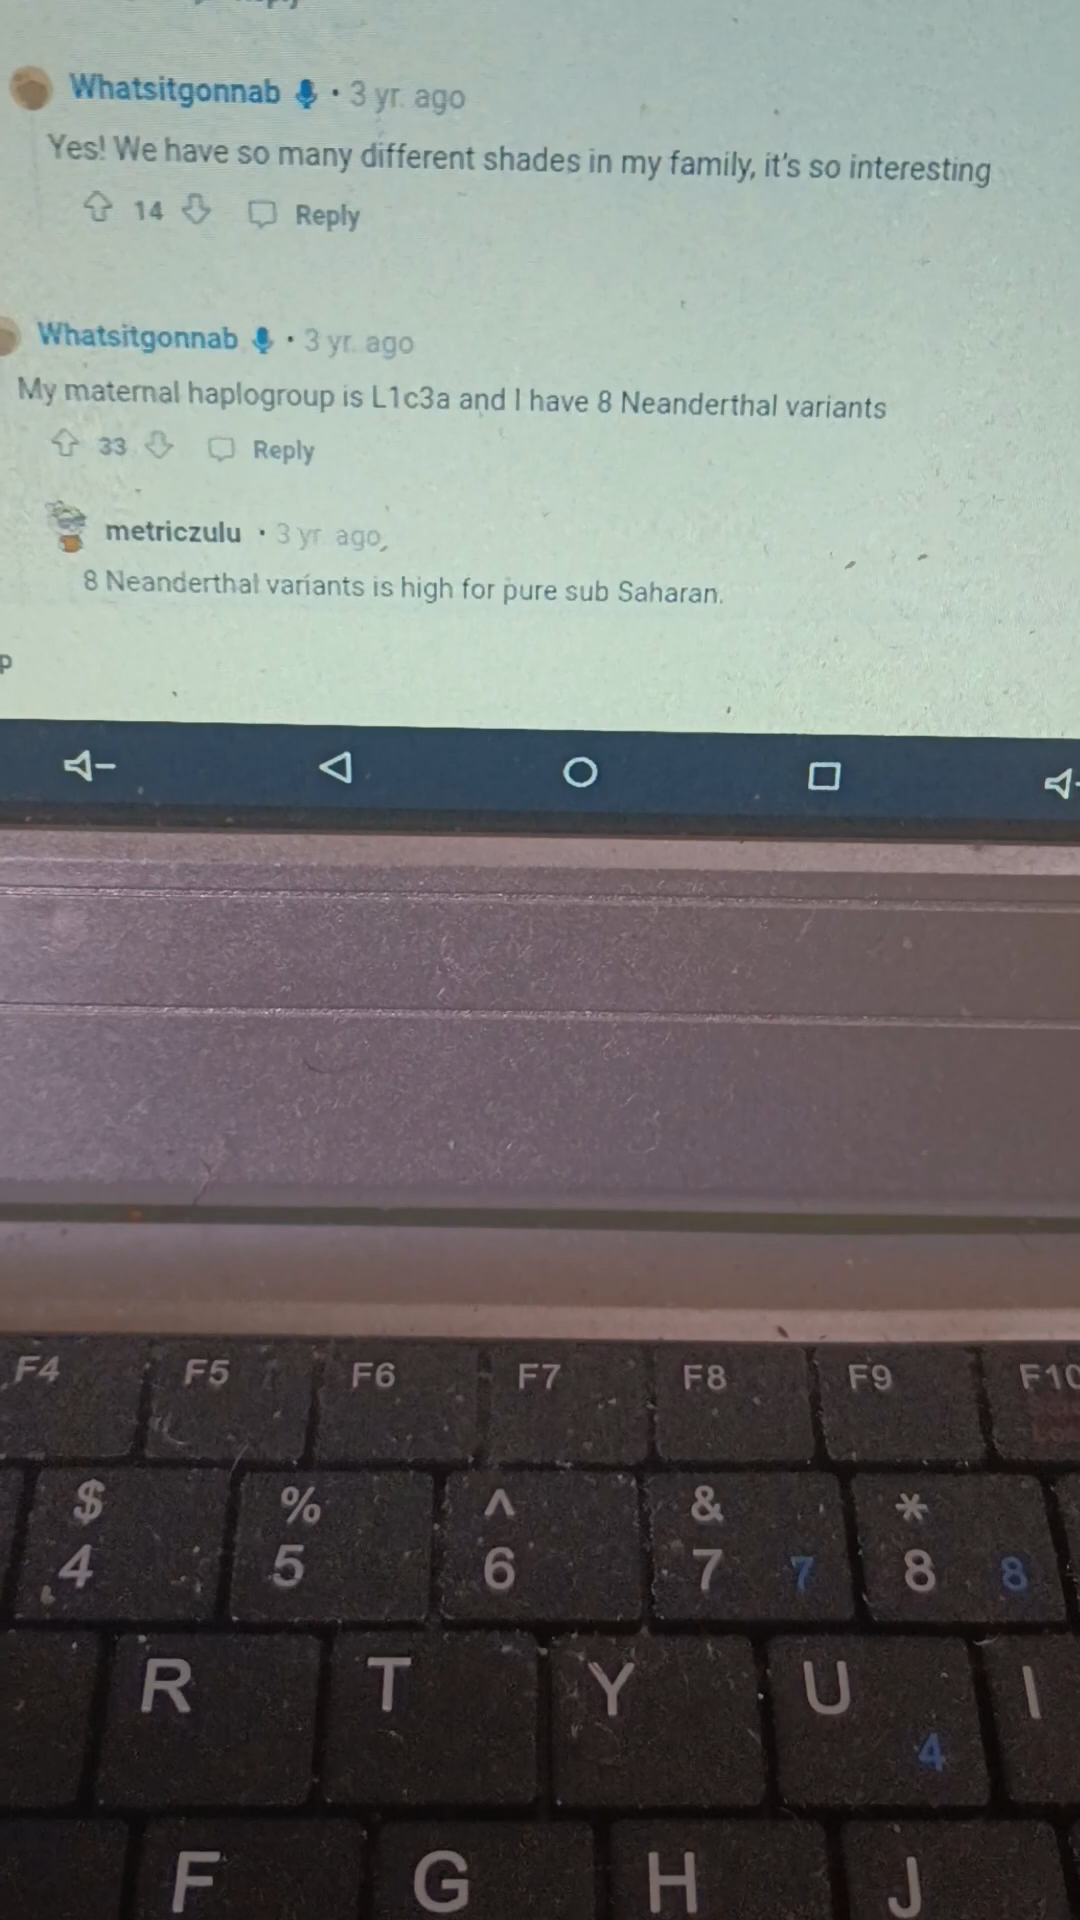 Whatsitgonnab · 3 yr. ago
Yes! We have so many different shades in my family, it's so interesting
14 Reply
Whatsitgonnab · 3 yr. ago
My maternal haplogroup is L1c3a and I have 8 Neanderthal variants
33 Reply
metriczulu · 3 yr. ago
8 Neanderthal variants is high for pure sub Saharan.
p
F4 F5 F6 F7 F8 F9 F10
$ % ^ & *
4 5 6 7 7 8 8
R T Y U I
4
F G H J